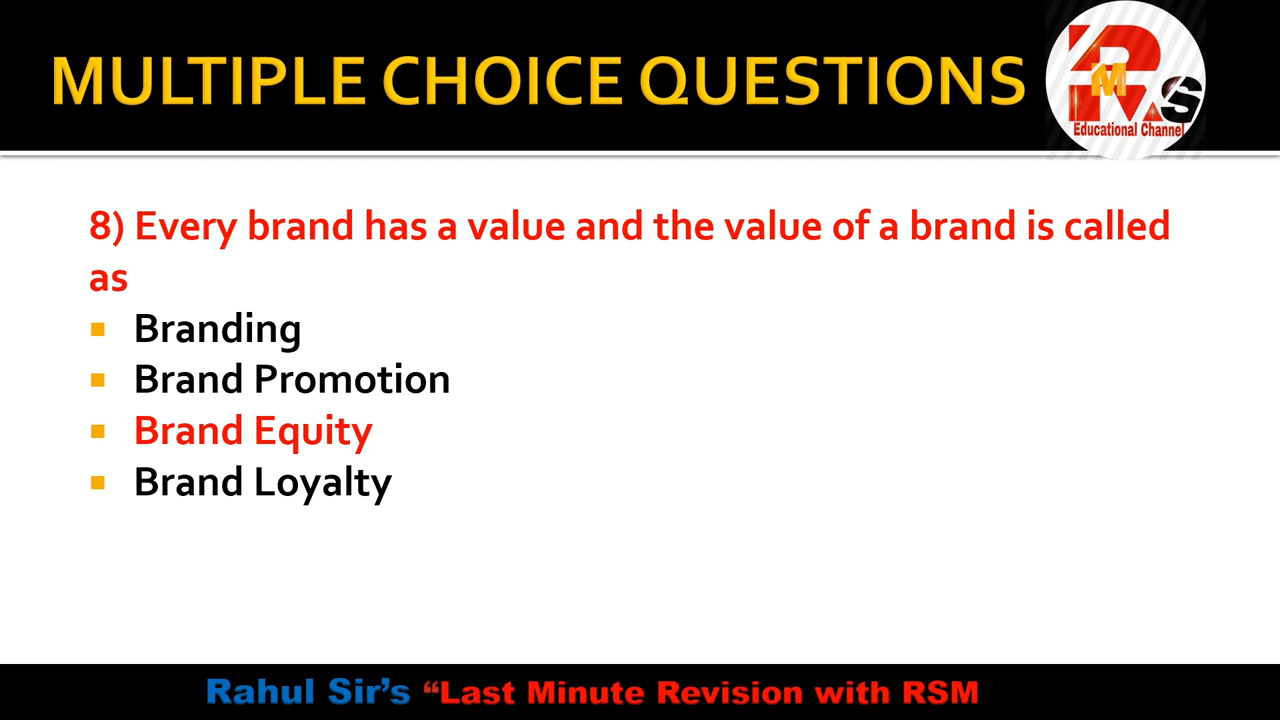 MULTIPLE CHOICE QUESTIONS
RMS
Educational Channel
8) Every brand has a value and the value of a brand is called
as
Branding
Brand Promotion
Brand Equity
Brand Loyalty
Rahul Sir's “Last Minute Revision with RSM